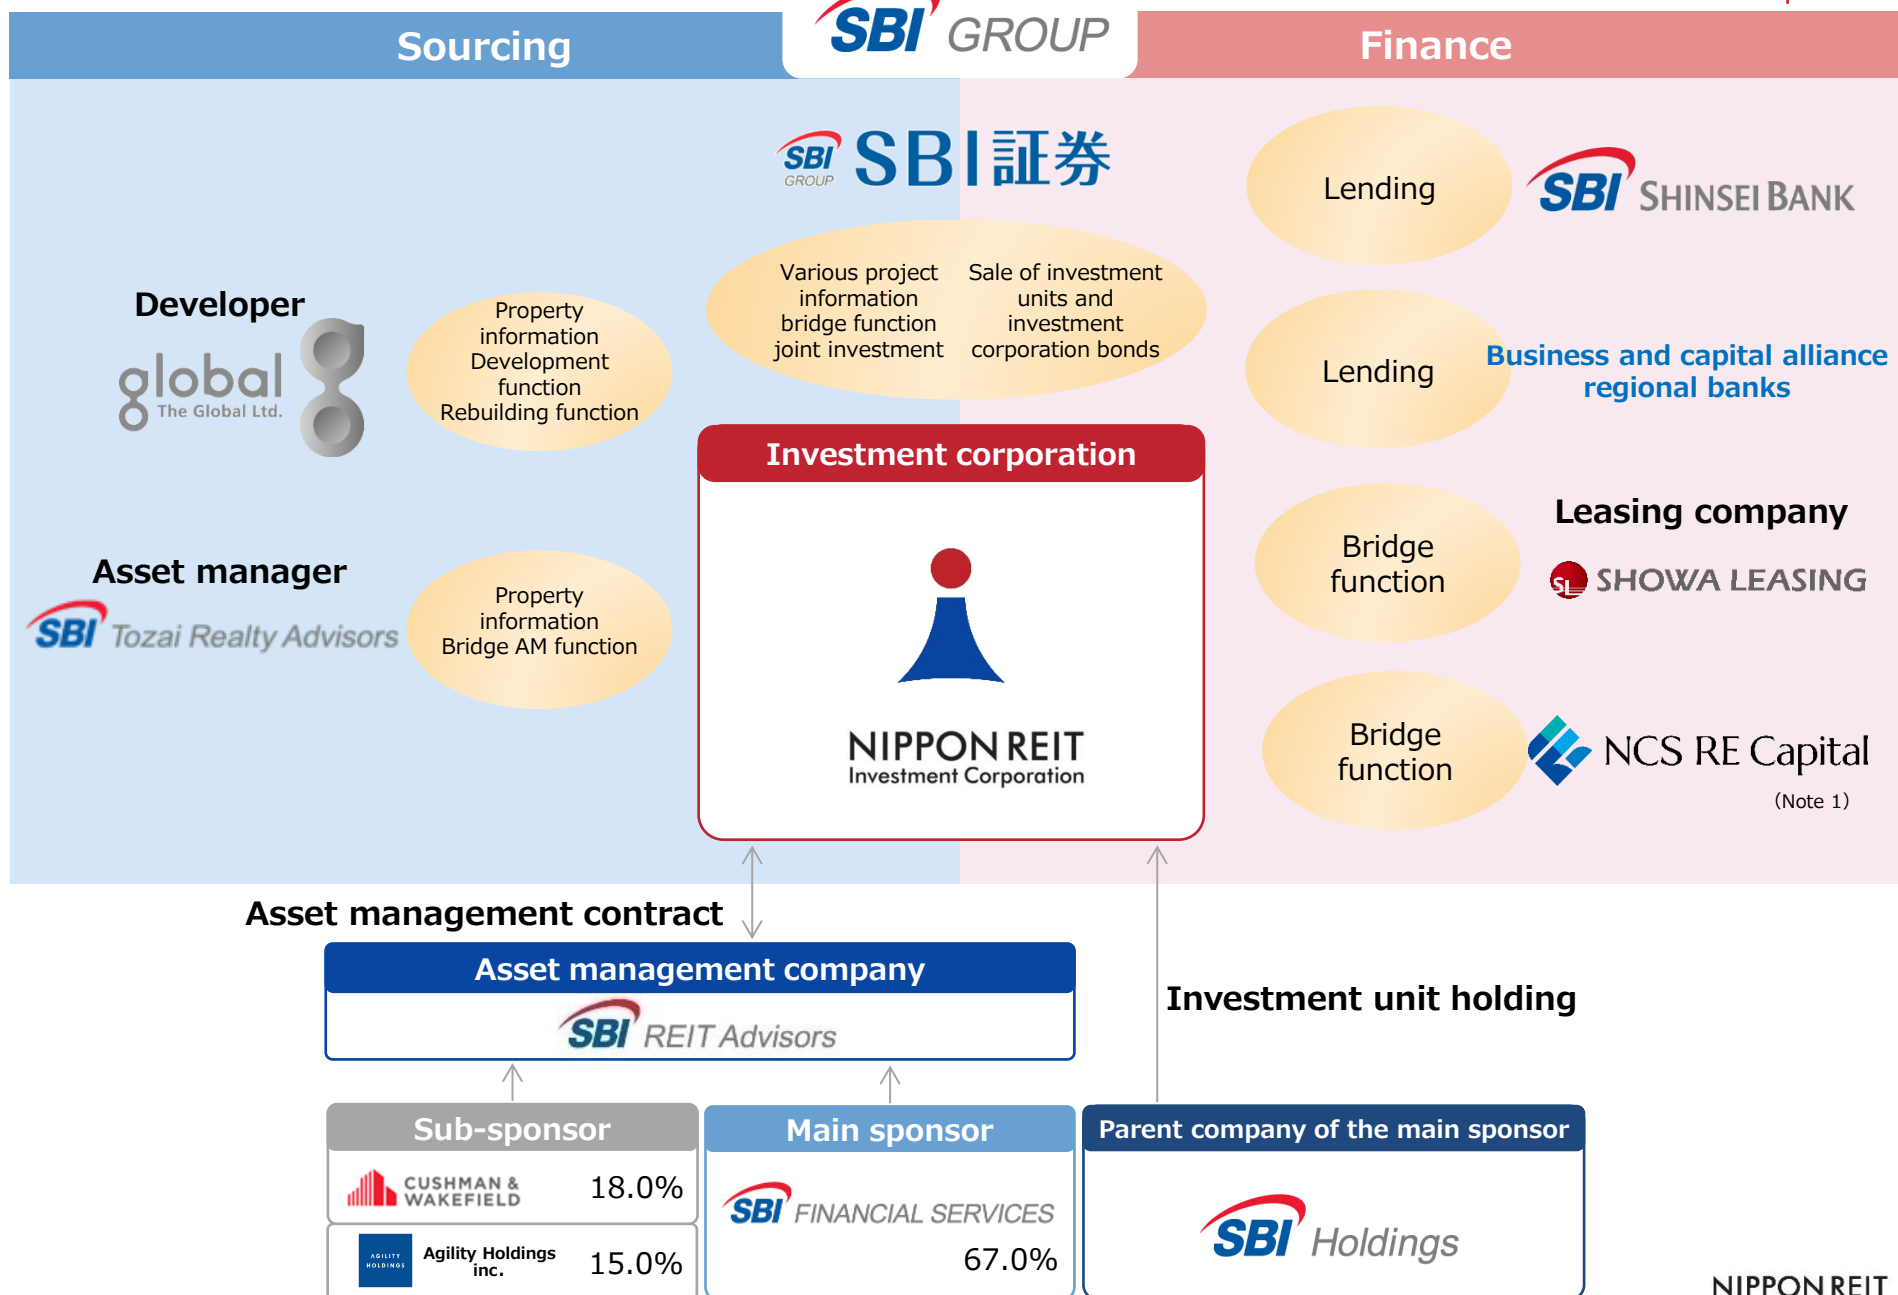 Sourcing
SBI GROUP
Finance
SBI GROUP SBI証券
Various project
information
bridge function
joint investment
Sale of investment
units and
investment
corporation bonds
Developer
global
The Global Ltd.
Property
information
Development
function
Rebuilding function
Asset manager
SBI Tozai Realty Advisors
Property
information
Bridge AM function
Investment corporation
NIPPON REIT
Investment Corporation
Lending
SBI SHINSEI BANK
Lending
Business and capital alliance
regional banks
Bridge
function
Leasing company
SL SHOWA LEASING
Bridge
function
NCS RE Capital
(Note 1)
Asset management contract
Asset management company
SBI REIT Advisors
Investment unit holding
Sub-sponsor
CUSHMAN &
WAKEFIELD
18.0%
AGILITY
HOLDINGS
Agility Holdings
inc.
15.0%
Main sponsor
SBI FINANCIAL SERVICES
67.0%
Parent company of the main sponsor
SBI Holdings
NIPPON REIT